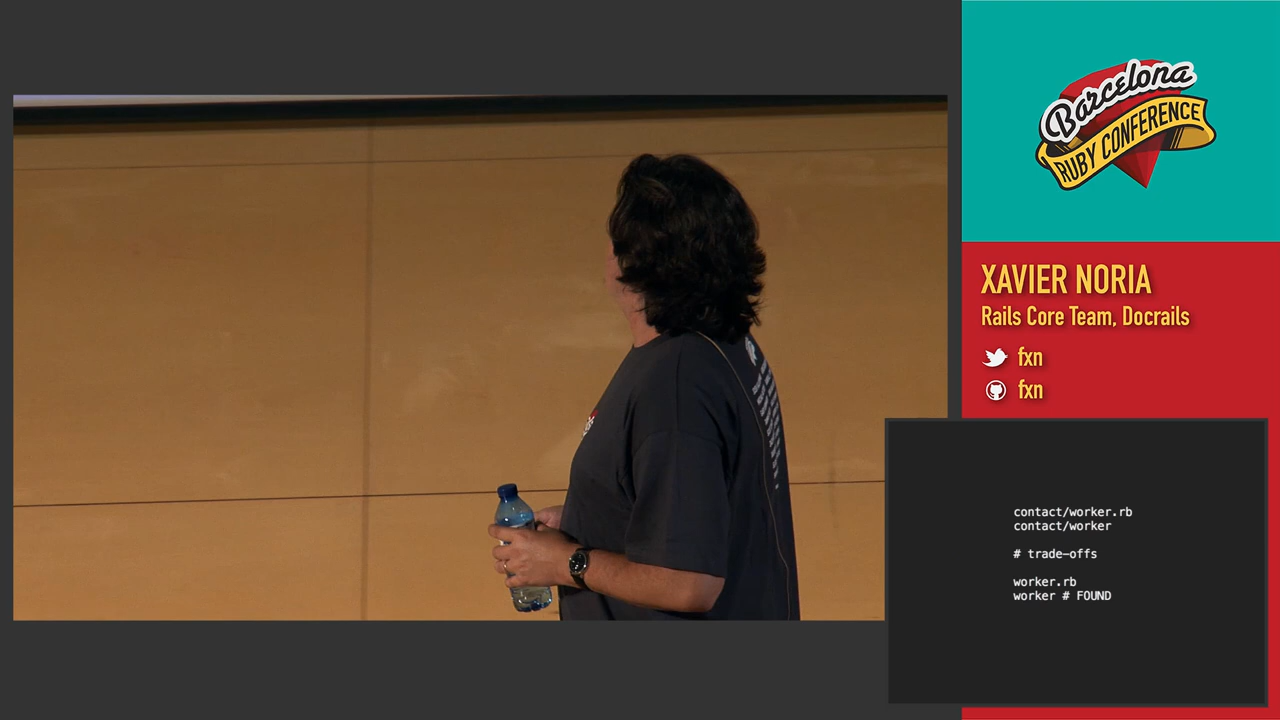 Barcelona
RUBY CONFERENCE
XAVIER NORIA
Rails Core Team, Docrails
fxn
fxn
contact/worker.rb
contact/worker
# trade-offs
worker.rb
worker # FOUND